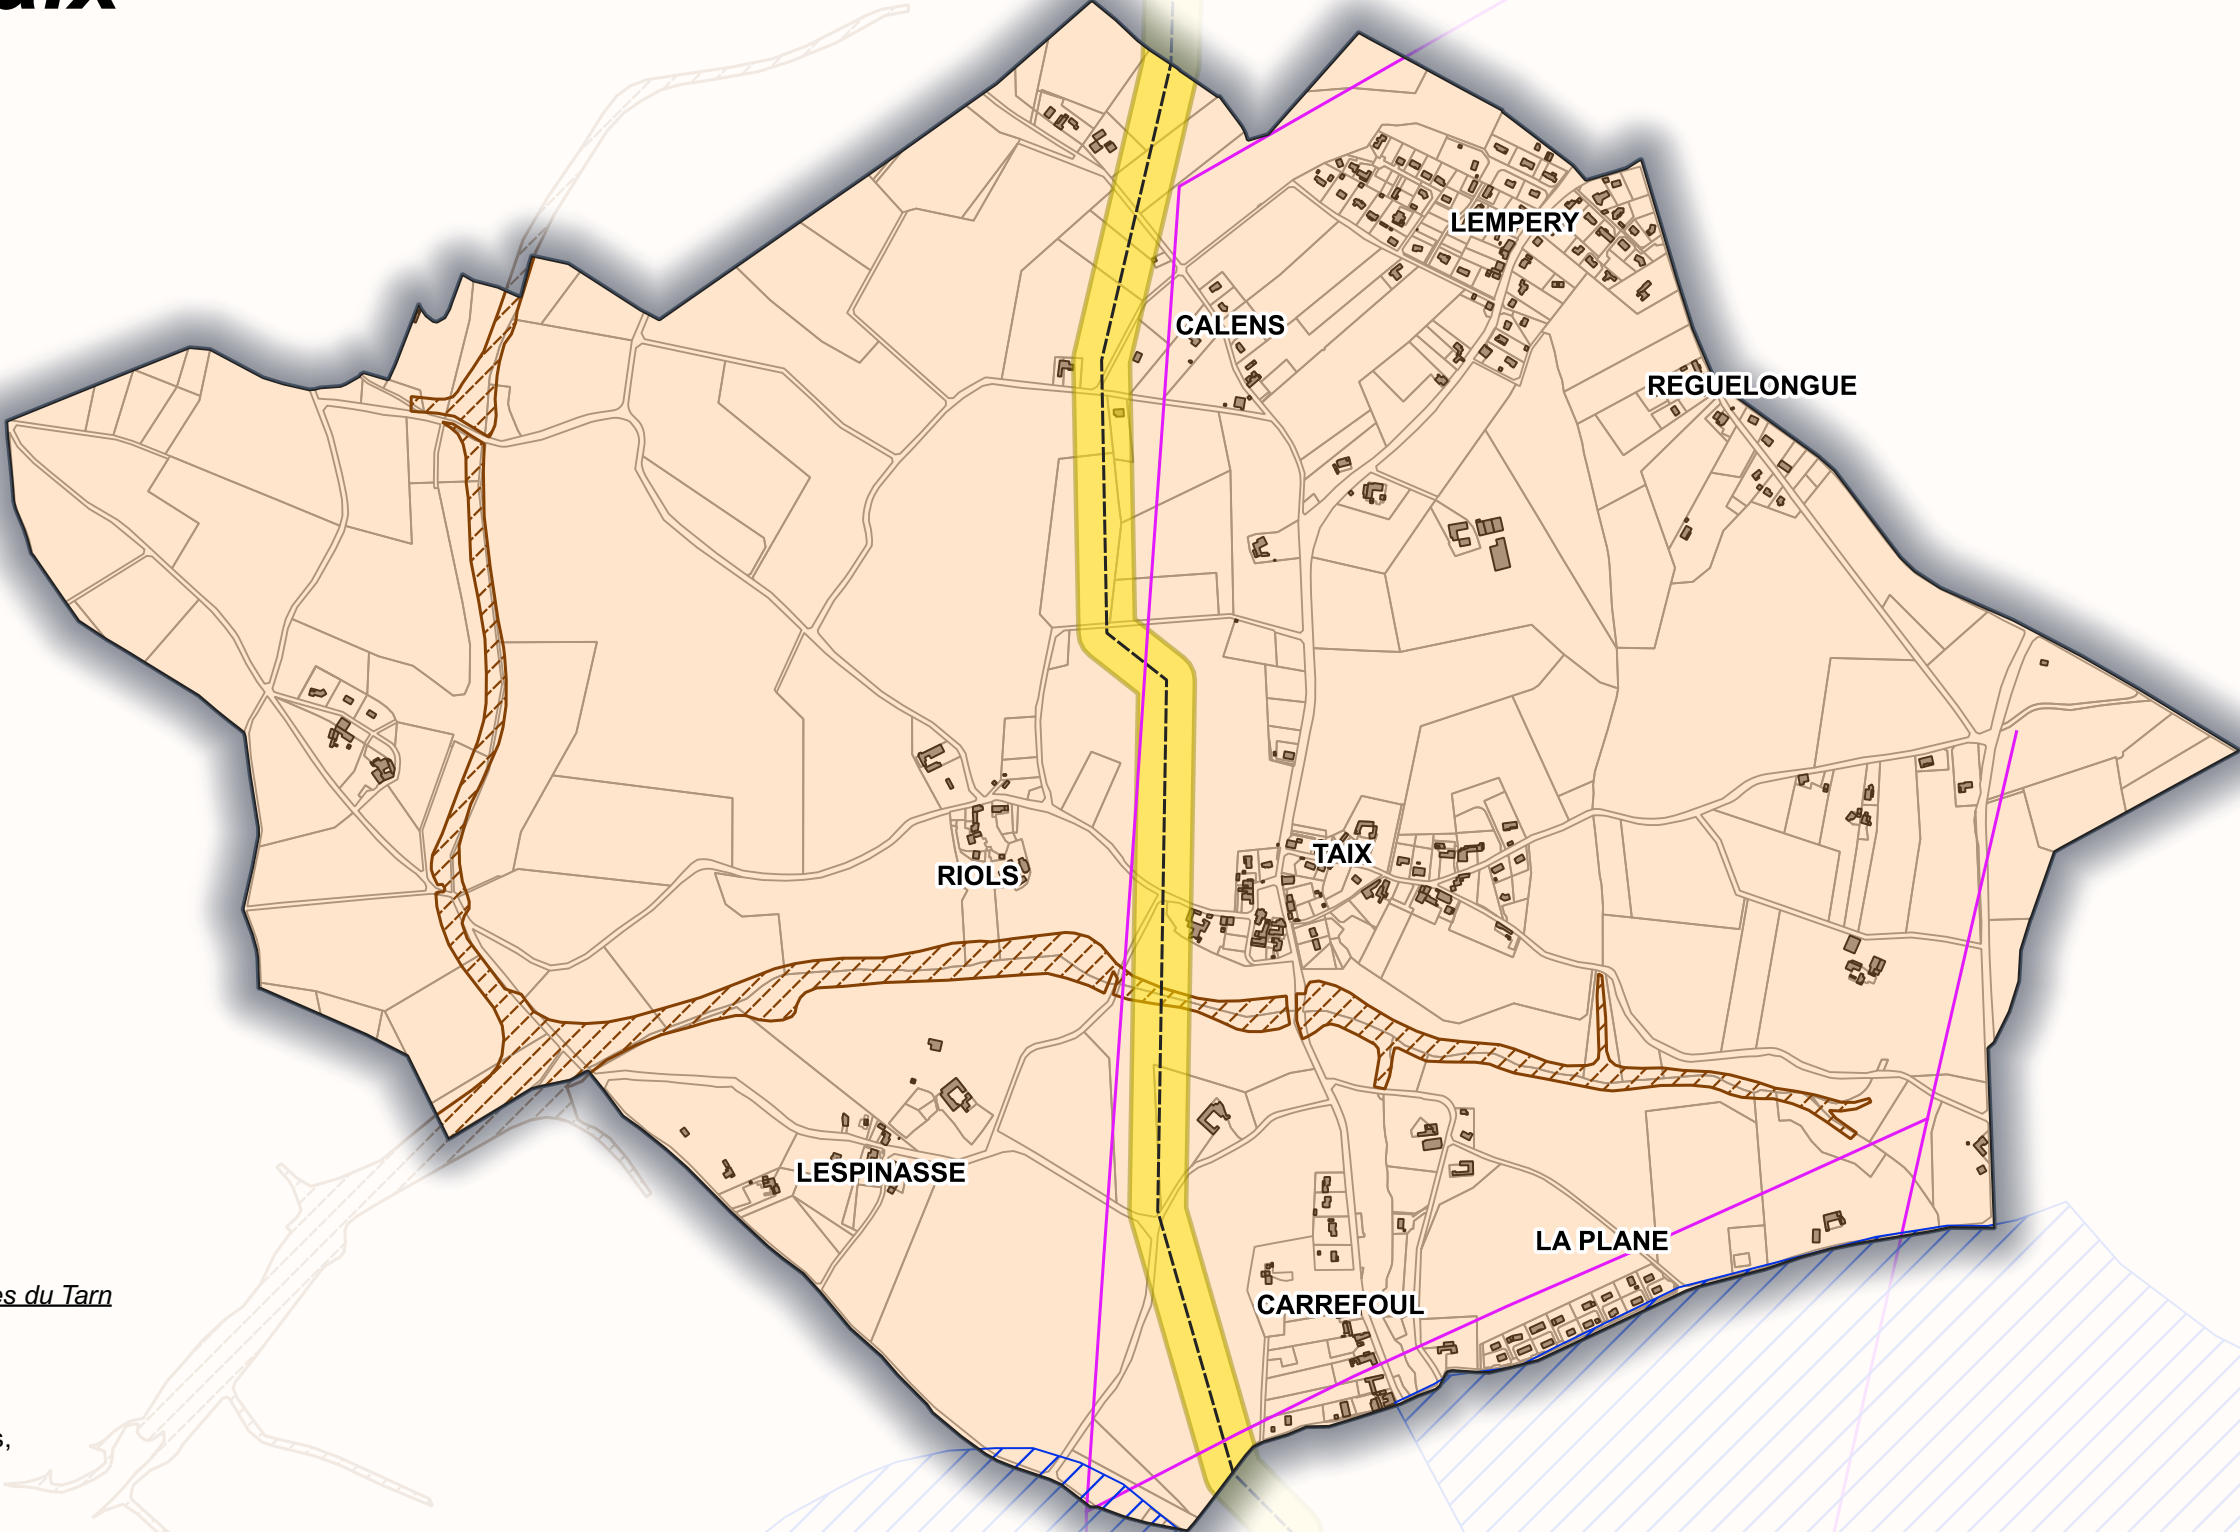 LEMPERY
CALENS
REGUELONGUE
TAIX
RIOLS
LESPINASSE
LA PLANE
es du Tarn
CARREFOUL
s,